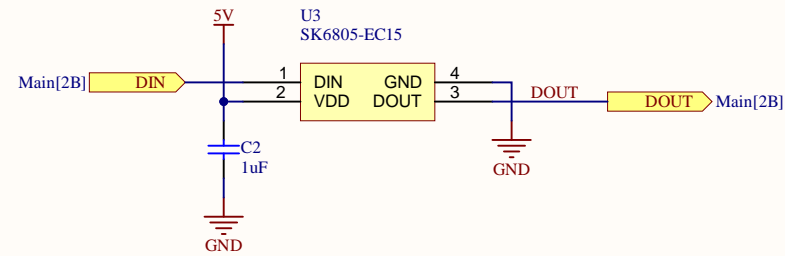 5V
U3
SK6805-EC15
Main[2B] DIN
1 DIN GND 4
2 VDD DOUT 3
DOUT
DOUT Main[2B]
C2
1uF
GND
GND